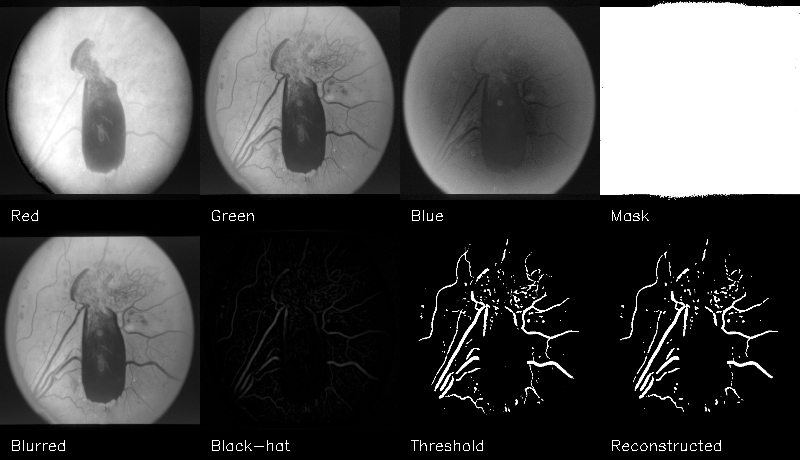 Red
Green
Blue
Mask
Blurred
Black-hat
Threshold
Reconstructed